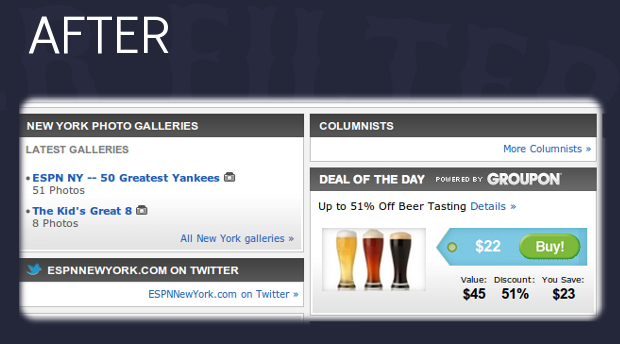 AFTER
NEW YORK PHOTO GALLERIES
LATEST GALLERIES
• ESPN NY -- 50 Greatest Yankees
51 Photos
• The Kid's Great 8
8 Photos
All New York galleries »
ESPNNEWYORK.COM ON TWITTER
ESPNNewYork.com on Twitter »
COLUMNISTS
More Columnists »
DEAL OF THE DAY POWERED BY GROUPON
Up to 51% Off Beer Tasting Details »
$22 Buy!
Value: Discount: You Save:
$45 51% $23